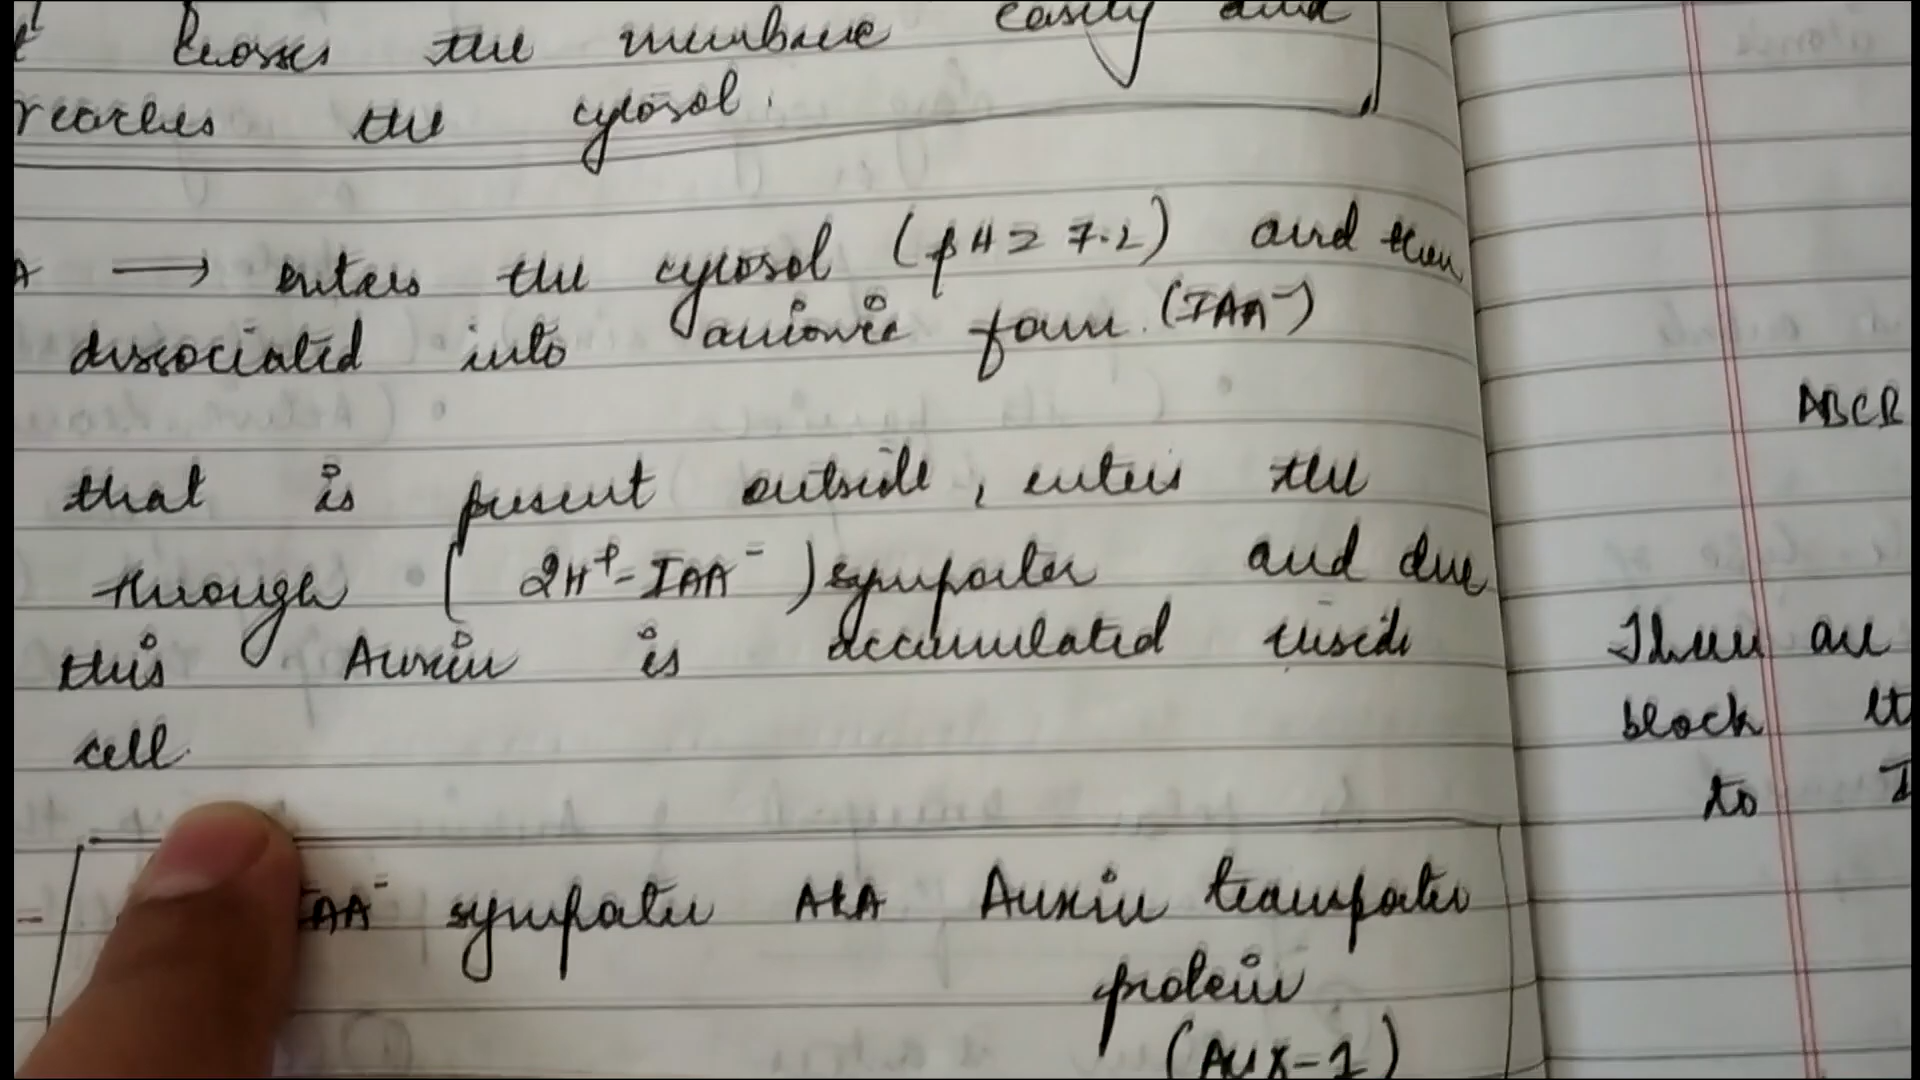 crosses the membrane easily and
reaches the cytosol.
A → enters the cytosol (pH = 7.2) and then
dissociated into anionic form. (IAA⁻)
that is present outside, enters the
through (2H⁺-IAA⁻) symporter and due
this Auxin is accumulated inside
cell.
IAA⁻ symporter AKA Auxin transporter
protein
(AUX-1)
ABCB
There are
block it
to I